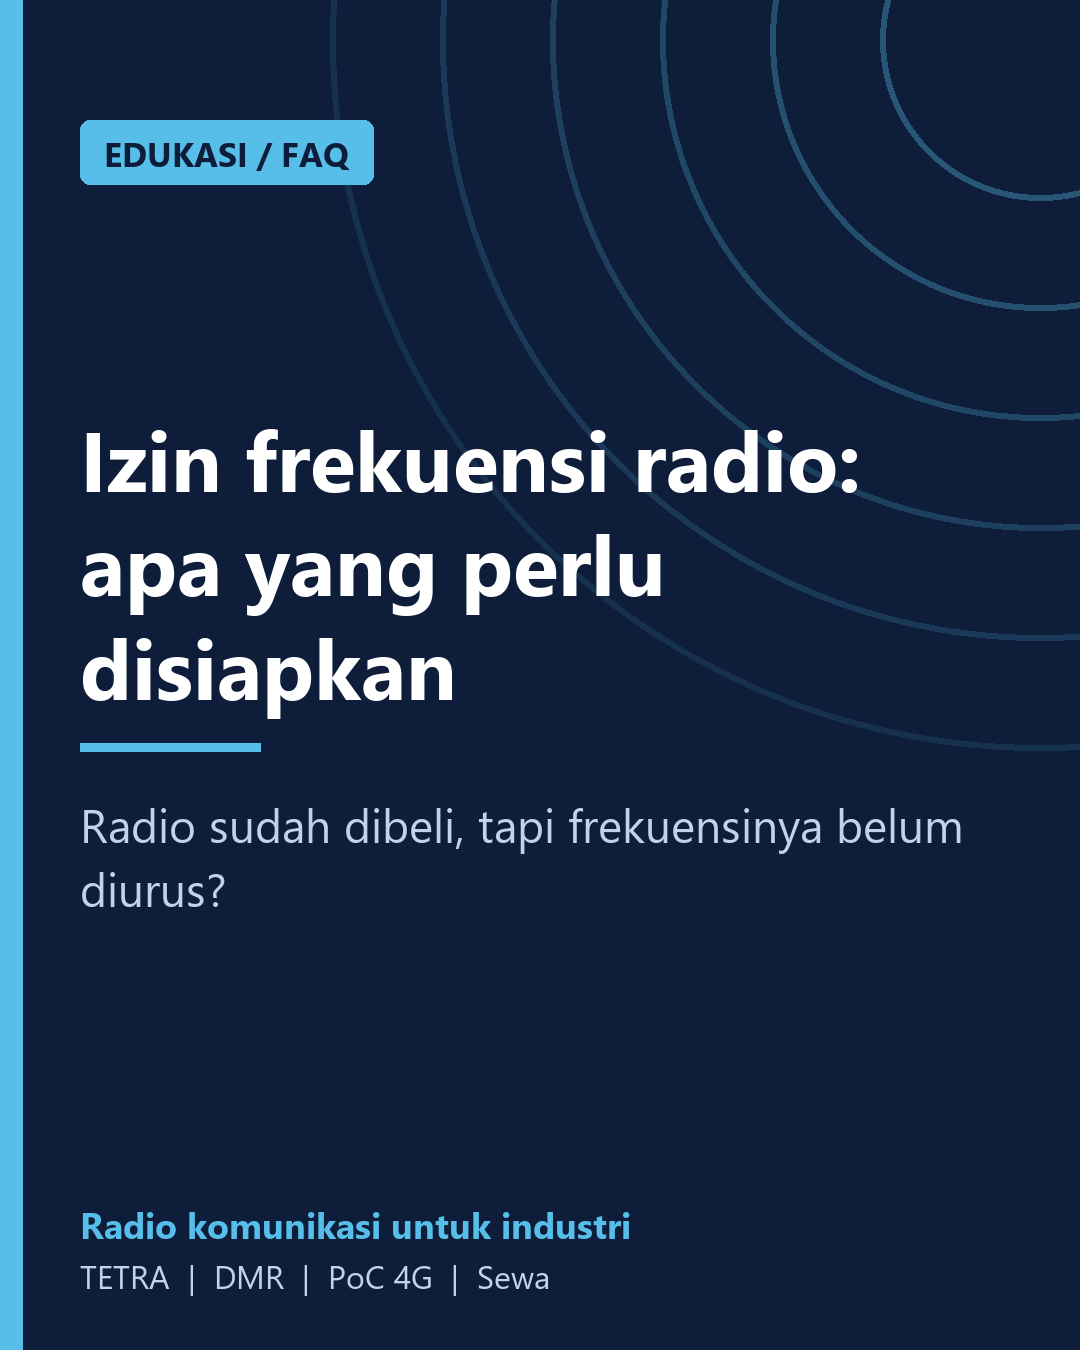 EDUKASI / FAQ
Izin frekuensi radio:
apa yang perlu
disiapkan
Radio sudah dibeli, tapi frekuensinya belum
diurus?
Radio komunikasi untuk industri
TETRA | DMR | PoC 4G | Sewa